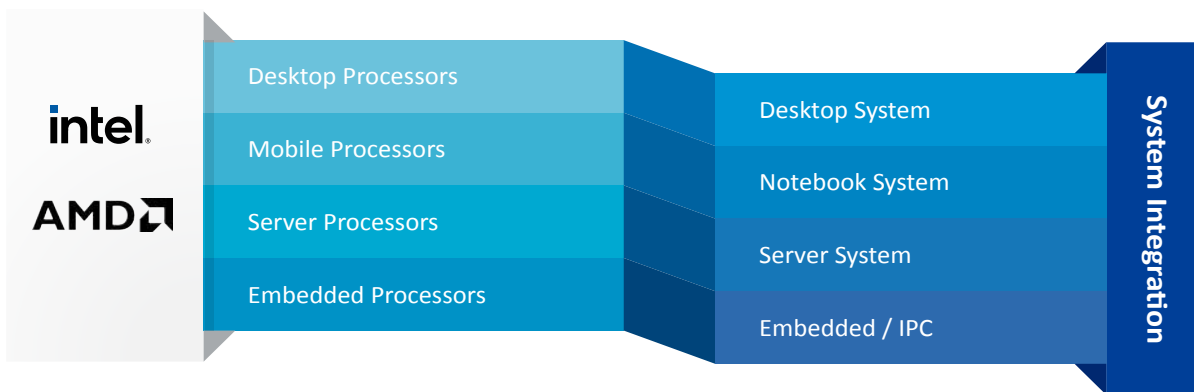 intel.
AMD
Desktop Processors
Mobile Processors
Server Processors
Embedded Processors
Desktop System
Notebook System
Server System
Embedded / IPC
System Integration